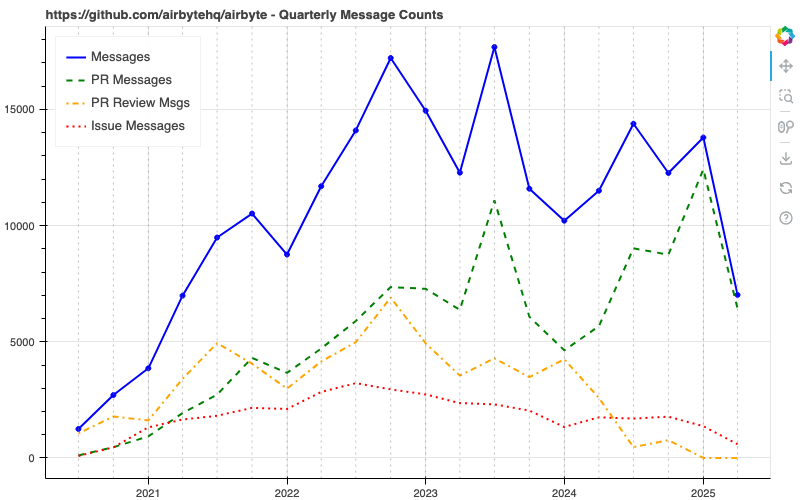 https://github.com/airbytehq/airbyte - Quarterly Message Counts
Messages
PR Messages
PR Review Msgs
Issue Messages
15000
10000
5000
0
2021
2022
2023
2024
2025